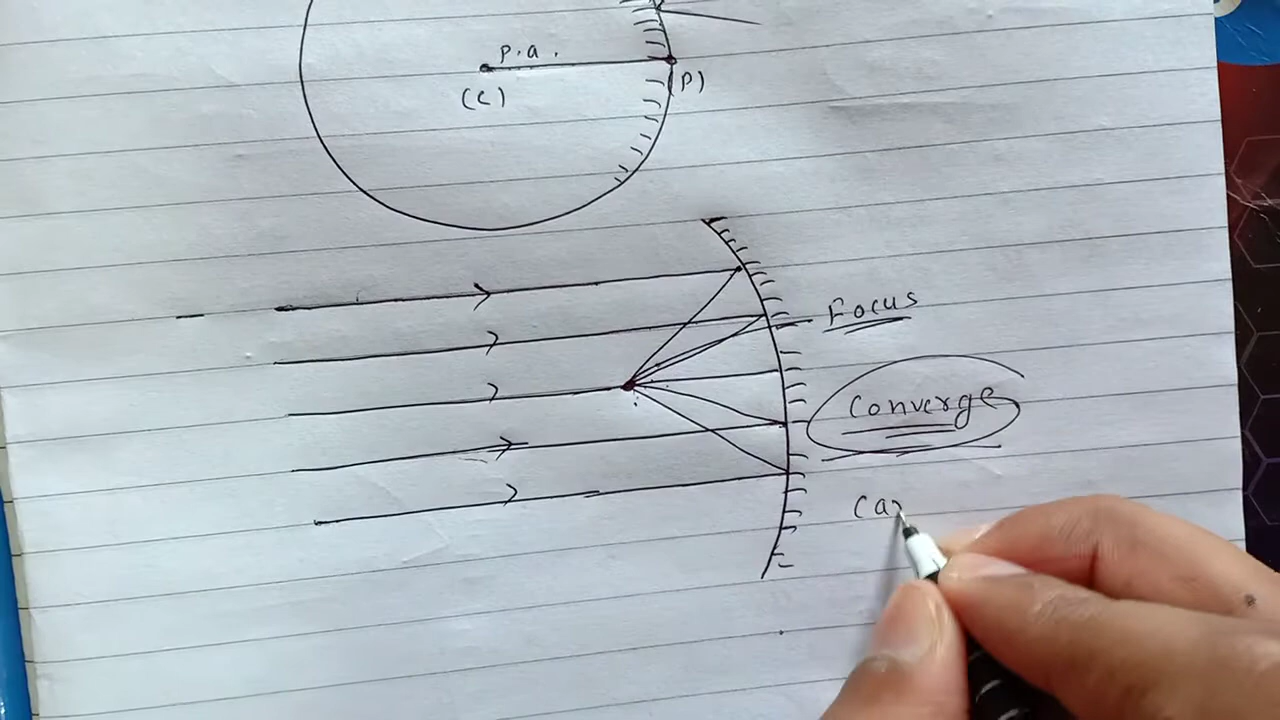 P.a.
(C)
(P)
Focus
Converge
(a